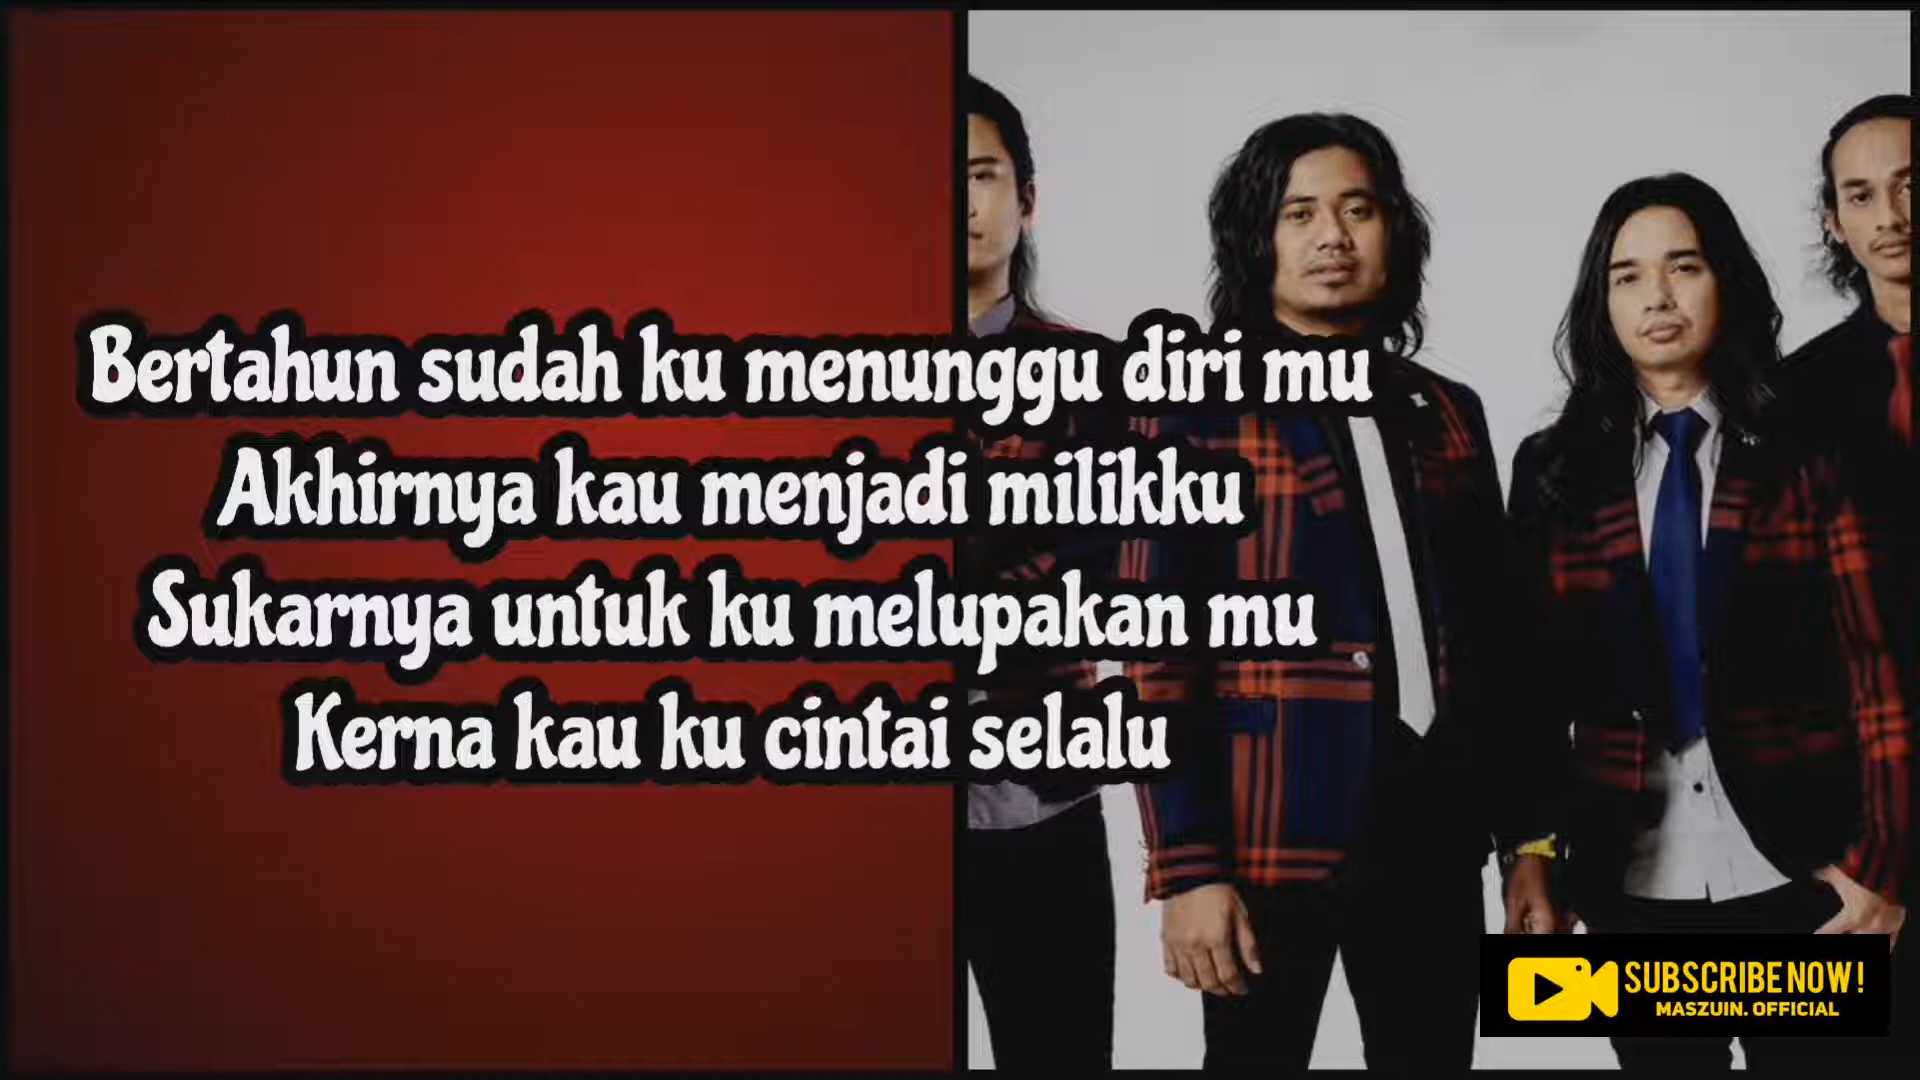 Bertahun sudah ku menunggu diri mu
Akhirnya kau menjadi milikku
Sukarnya untuk ku melupakan mu
Kerna kau ku cintai selalu
SUBSCRIBE NOW!
MASZUIN. OFFICIAL